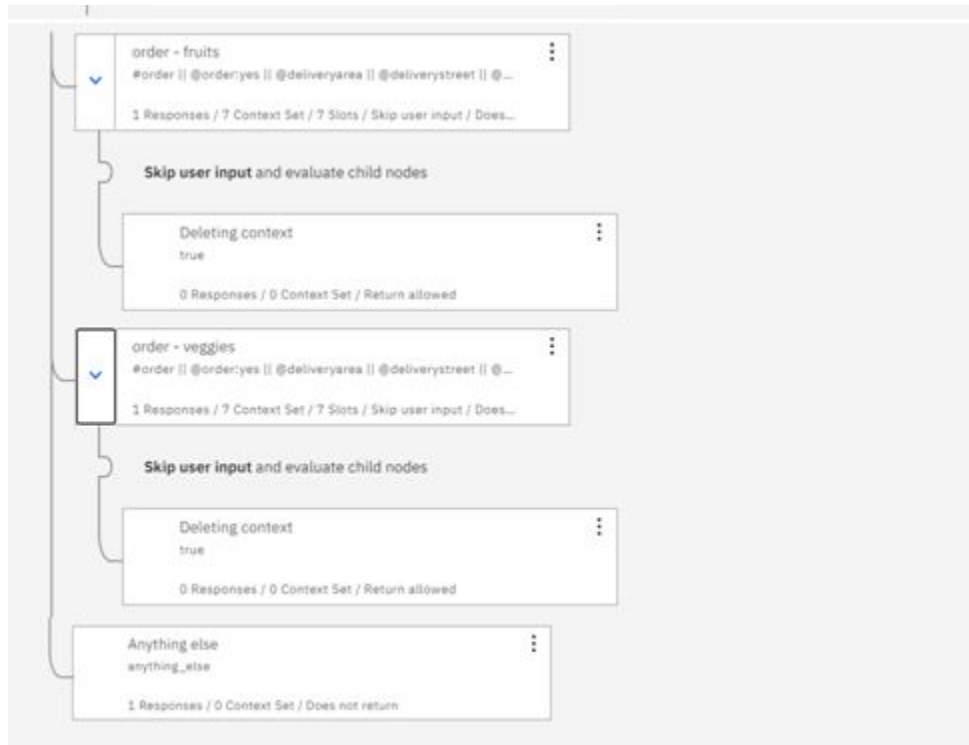 order - fruits
#order || @order:yes || @deliveryarea || @deliverystreet || @...
1 Responses / 7 Context Set / 7 Slots / Skip user input / Does...
Skip user input and evaluate child nodes
Deleting context
true
0 Responses / 0 Context Set / Return allowed
order - veggies
#order || @order:yes || @deliveryarea || @deliverystreet || @...
1 Responses / 7 Context Set / 7 Slots / Skip user input / Does...
Skip user input and evaluate child nodes
Deleting context
true
0 Responses / 0 Context Set / Return allowed
Anything else
anything_else
1 Responses / 0 Context Set / Does not return